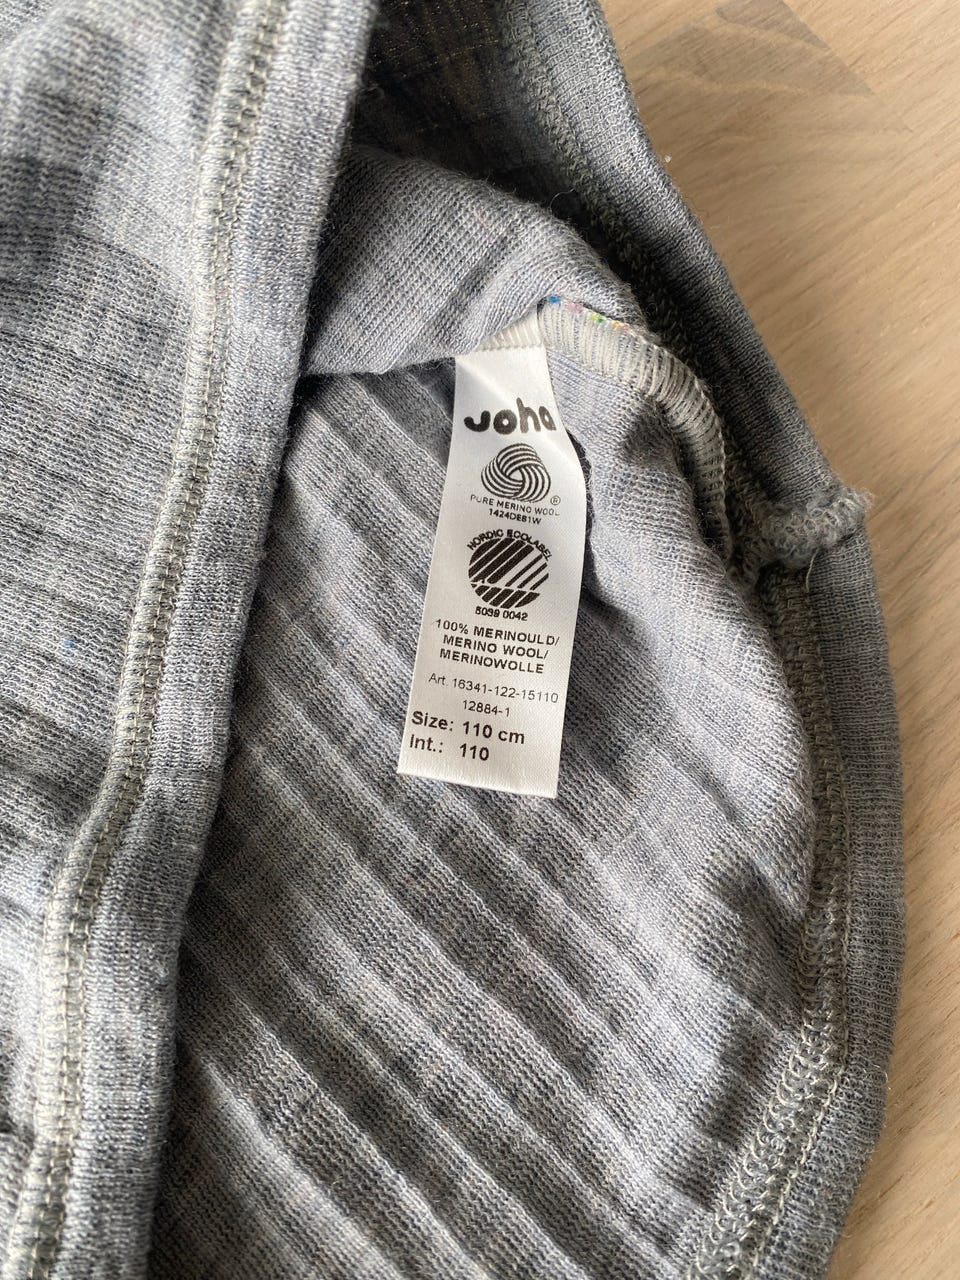 Joha
PURE MERINO WOOL
1424DE81W
NORDIC ECOLABEL
5039 0042
100% MERINOULD/
MERINO WOOL/
MERINOWOLLE
Art. 16341-122-15110
12884-1
Size: 110 cm
Int.: 110